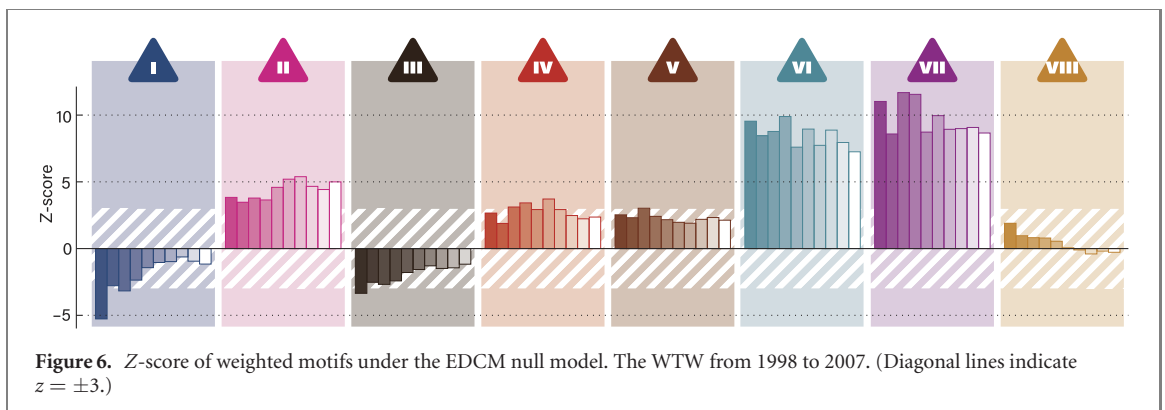 I II III IV V VI VII VIII
10
5
0
−5
Z-score
Figure 6. Z-score of weighted motifs under the EDCM null model. The WTW from 1998 to 2007. (Diagonal lines indicate
z = ±3.)